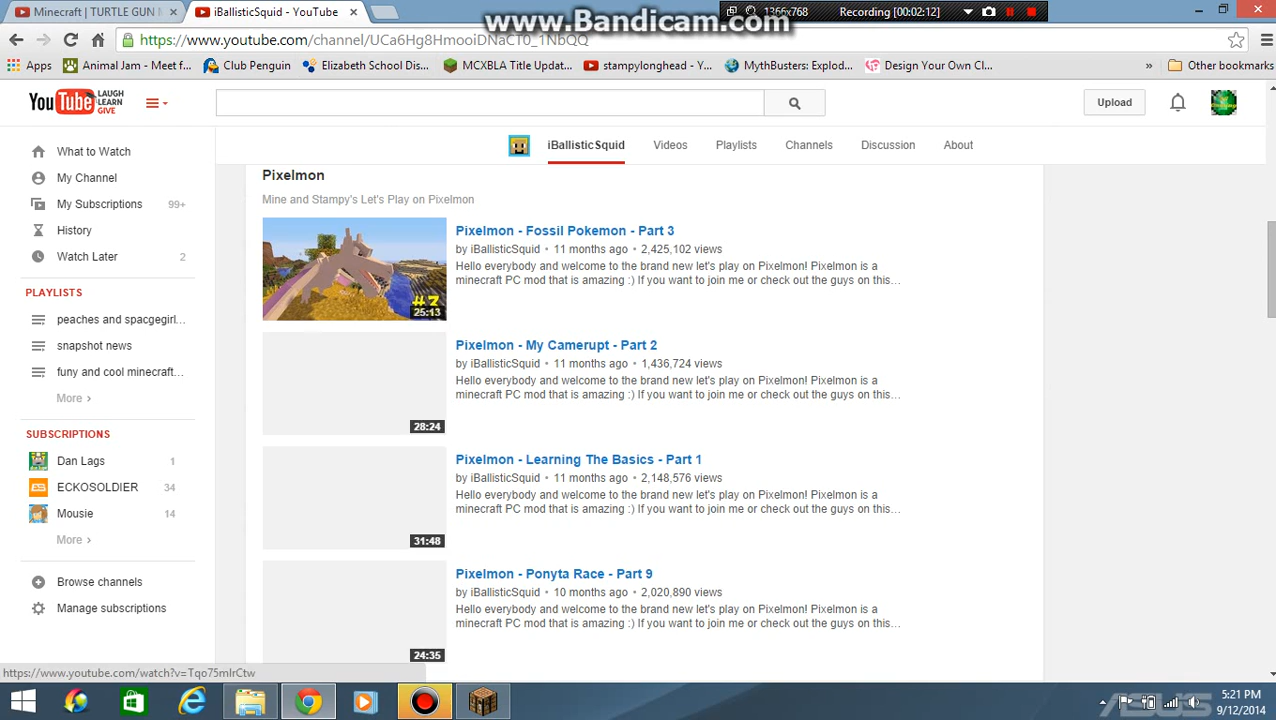 www.Bandicam.com
Minecraft | TURTLE GUN M
iBallisticSquid - YouTube
1366x768
Recording [00:02:12]
https://www.youtube.com/channel/UCa6Hg8HmooiDNaCT0_1NbQQ
Apps
Animal Jam - Meet f...
Club Penguin
Elizabeth School Dis...
MCXBLA Title Updat...
stampylonghead - Y...
MythBusters: Explod...
Design Your Own Cl...
»
Other bookmarks
YouTube LAUGH LEARN GIVE
Upload
iBallisticSquid
Videos
Playlists
Channels
Discussion
About
What to Watch
My Channel
My Subscriptions 99+
History
Watch Later 2
PLAYLISTS
peaches and spacgegirl...
snapshot news
funy and cool minecraft...
More ›
SUBSCRIPTIONS
Dan Lags 1
ECKOSOLDIER 34
Mousie 14
More ›
Browse channels
Manage subscriptions
Pixelmon
Mine and Stampy's Let's Play on Pixelmon
#7
25:13
Pixelmon - Fossil Pokemon - Part 3
by iBallisticSquid • 11 months ago • 2,425,102 views
Hello everybody and welcome to the brand new let's play on Pixelmon! Pixelmon is a
minecraft PC mod that is amazing :) If you want to join me or check out the guys on this...
28:24
Pixelmon - My Camerupt - Part 2
by iBallisticSquid • 11 months ago • 1,436,724 views
Hello everybody and welcome to the brand new let's play on Pixelmon! Pixelmon is a
minecraft PC mod that is amazing :) If you want to join me or check out the guys on this...
31:48
Pixelmon - Learning The Basics - Part 1
by iBallisticSquid • 11 months ago • 2,148,576 views
Hello everybody and welcome to the brand new let's play on Pixelmon! Pixelmon is a
minecraft PC mod that is amazing :) If you want to join me or check out the guys on this...
24:35
Pixelmon - Ponyta Race - Part 9
by iBallisticSquid • 10 months ago • 2,020,890 views
Hello everybody and welcome to the brand new let's play on Pixelmon! Pixelmon is a
minecraft PC mod that is amazing :) If you want to join me or check out the guys on this...
https://www.youtube.com/watch?v=Tqo75mlrCtw
ASUS
5:21 PM
9/12/2014